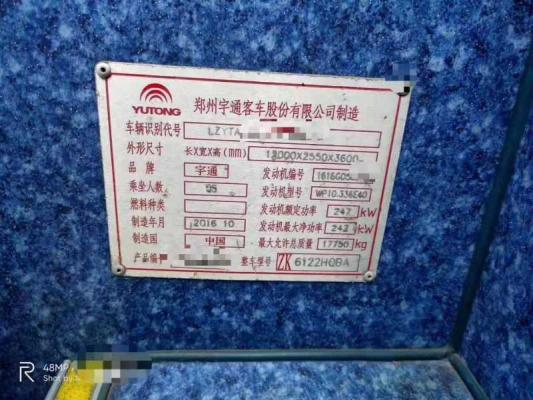 YUTONG
郑州宇通客车股份有限公司制造
车辆识别代号 LZYTA
外形尺寸 长X宽X高(mm) 12000X2550X3600
品牌 宇通 发动机编号 1616G05
乘坐人数 发动机型号 WP10.336E40
燃料种类 发动机额定功率 247 kW
制造年月 2016 10 发动机最大净功率 242 kW
制造国 中国 最大允许总质量 17750 kg
产品编 整车型号 ZK 6122HQBA
R 48MP
Shot by